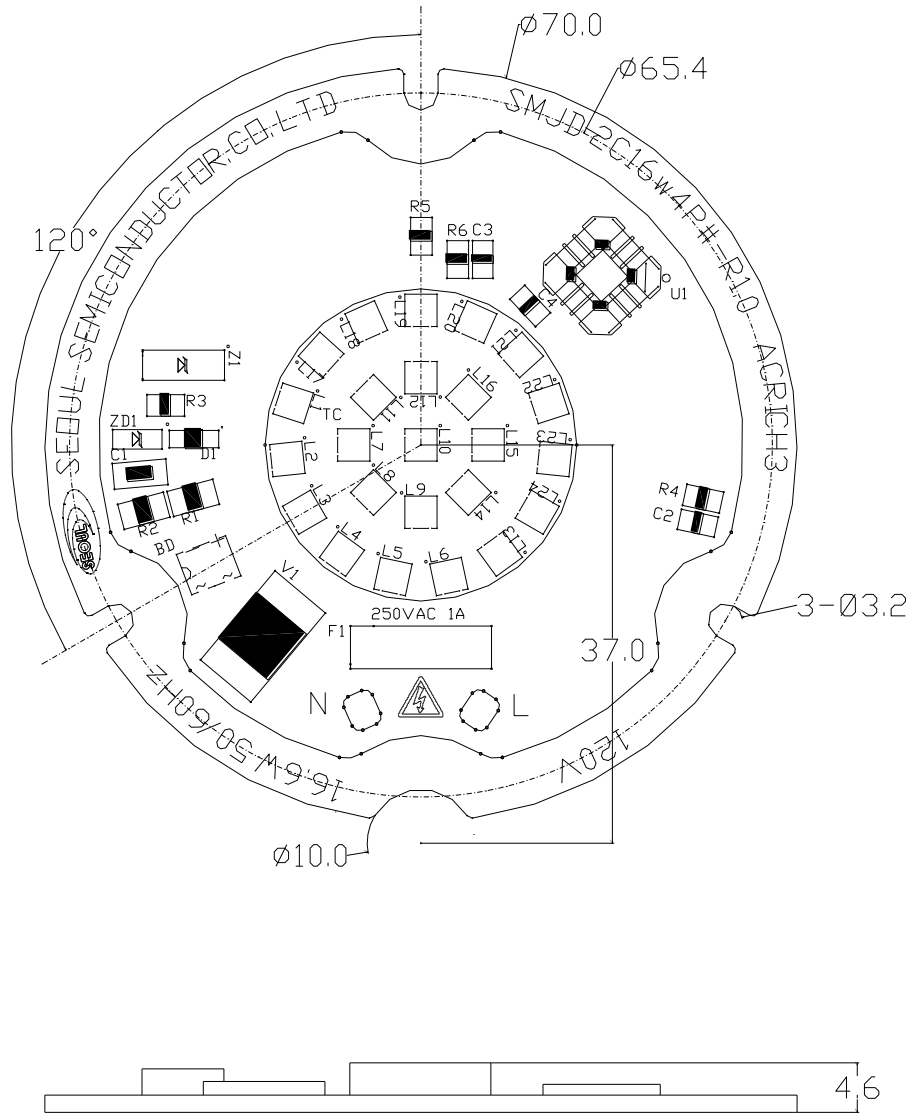 Ø70.0
Ø65.4
SEOUL SEMICONDUCTOR.CO.LTD
SMJD-2C16W4P#-R10 ACRICH3
120°
R5
R6 C3
C4
U1
Z1
R3
ZD1
D1
C1
R2 R1
BD
V1
L19
L20
L18
L21
L17
L22
L16
L1
TC
L11
L12
L2
L7
L10
L15
L23
L8
L9
L14
L24
L3
L4
L5
L6
L13
R4
C2
SEOUL
3-Ø3.2
250VAC 1A
F1
37.0
N
L
16.6W 50/60HZ
120V
Ø10.0
4.6